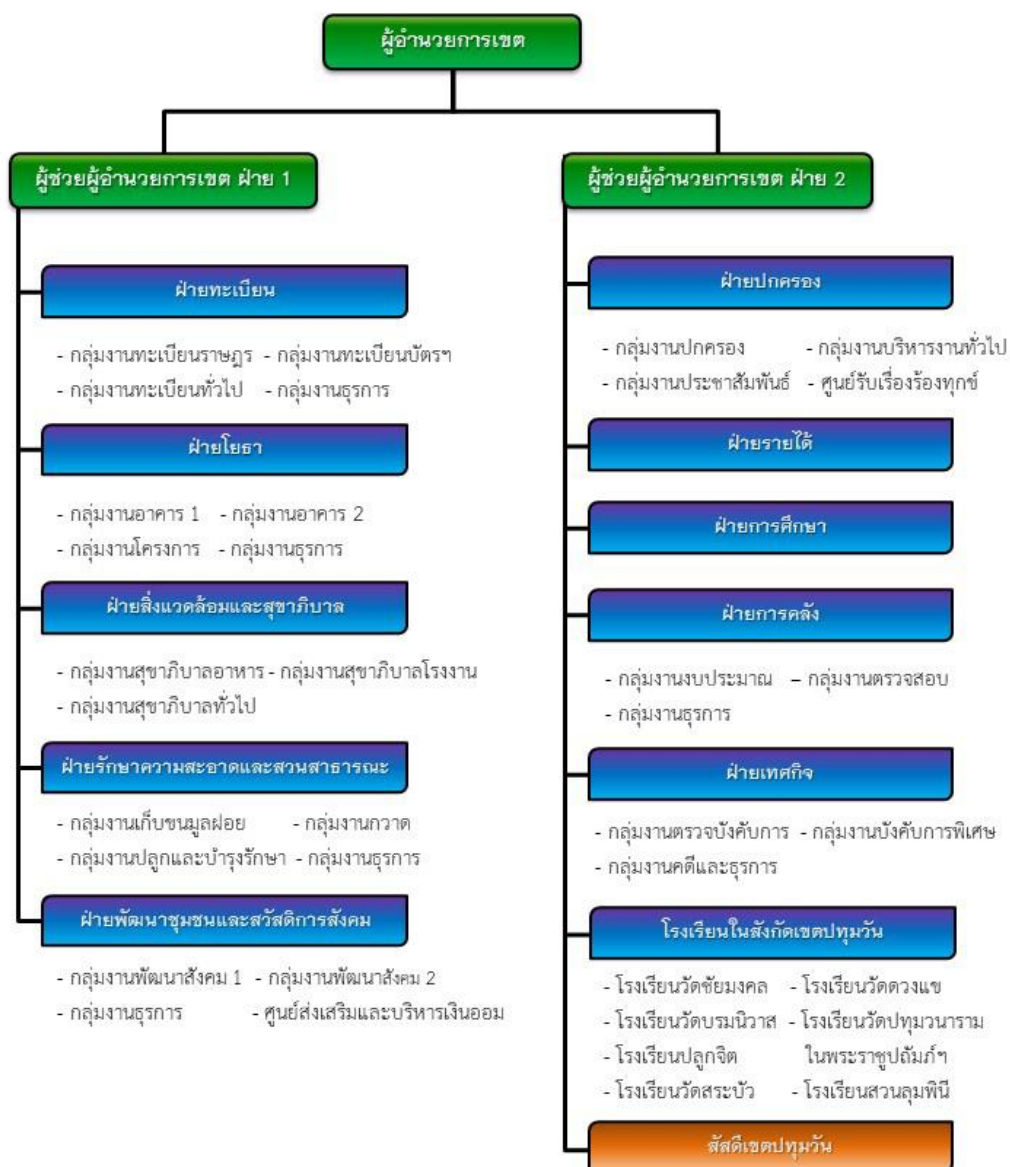 ผู้อำนวยการเขต
ผู้ช่วยผู้อำนวยการเขต ฝ่าย 1
ฝ่ายทะเบียน
- กลุ่มงานทะเบียนราษฎร - กลุ่มงานทะเบียนบัตรฯ
- กลุ่มงานทะเบียนทั่วไป - กลุ่มงานธุรการ
ฝ่ายโยธา
- กลุ่มงานอาคาร 1 - กลุ่มงานอาคาร 2
- กลุ่มงานโครงการ - กลุ่มงานธุรการ
ฝ่ายสิ่งแวดล้อมและสุขาภิบาล
- กลุ่มงานสุขาภิบาลอาหาร - กลุ่มงานสุขาภิบาลโรงงาน
- กลุ่มงานสุขาภิบาลทั่วไป
ฝ่ายรักษาความสะอาดและสวนสาธารณะ
- กลุ่มงานเก็บขนมูลฝอย - กลุ่มงานกวาด
- กลุ่มงานปลูกและบำรุงรักษา - กลุ่มงานธุรการ
ฝ่ายพัฒนาชุมชนและสวัสดิการสังคม
- กลุ่มงานพัฒนาสังคม 1 - กลุ่มงานพัฒนาสังคม 2
- กลุ่มงานธุรการ - ศูนย์ส่งเสริมและบริหารเงินออม
ผู้ช่วยผู้อำนวยการเขต ฝ่าย 2
ฝ่ายปกครอง
- กลุ่มงานปกครอง - กลุ่มงานบริหารงานทั่วไป
- กลุ่มงานประชาสัมพันธ์ - ศูนย์รับเรื่องร้องทุกข์
ฝ่ายรายได้
ฝ่ายการศึกษา
ฝ่ายการคลัง
- กลุ่มงานงบประมาณ – กลุ่มงานตรวจสอบ
- กลุ่มงานธุรการ
ฝ่ายเทศกิจ
- กลุ่มงานตรวจบังคับการ - กลุ่มงานบังคับการพิเศษ
- กลุ่มงานคดีและธุรการ
โรงเรียนในสังกัดเขตปทุมวัน
- โรงเรียนวัดชัยมงคล - โรงเรียนวัดดวงแข
- โรงเรียนวัดบรมนิวาส - โรงเรียนวัดปทุมวนาราม
- โรงเรียนปลูกจิต ในพระราชูปถัมภ์ฯ
- โรงเรียนวัดสระบัว - โรงเรียนสวนลุมพินี
สัสดีเขตปทุมวัน